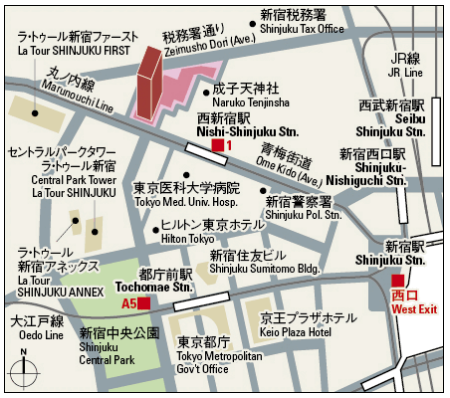 ラ・トゥール新宿ファースト
La Tour SHINJUKU FIRST
税務署通り
Zeimusho Dori (Ave.)
新宿税務署
Shinjuku Tax Office
JR線
JR Line
丸ノ内線
Marunouchi Line
成子天神社
Naruko Tenjinsha
西新宿駅
Nishi-Shinjuku Stn.
1
西武新宿駅
Seibu
Shinjuku Stn.
青梅街道
Ome Kido (Ave.)
新宿西口駅
Shinjuku-
Nishiguchi Stn.
セントラルパークタワー
ラ・トゥール新宿
Central Park Tower
La Tour SHINJUKU
東京医科大学病院
Tokyo Med. Univ. Hosp.
新宿警察署
Shinjuku Pol. Stn.
ヒルトン東京ホテル
Hilton Tokyo
新宿駅
Shinjuku Stn.
ラ・トゥール
新宿アネックス
La Tour
SHINJUKU ANNEX
都庁前駅
Tochomae Stn.
A5
新宿住友ビル
Shinjuku Sumitomo Bldg.
西口
West Exit
大江戸線
Oedo Line
新宿中央公園
Shinjuku
Central Park
東京都庁
Tokyo Metropolitan
Gov't Office
京王プラザホテル
Keio Plaza Hotel
N